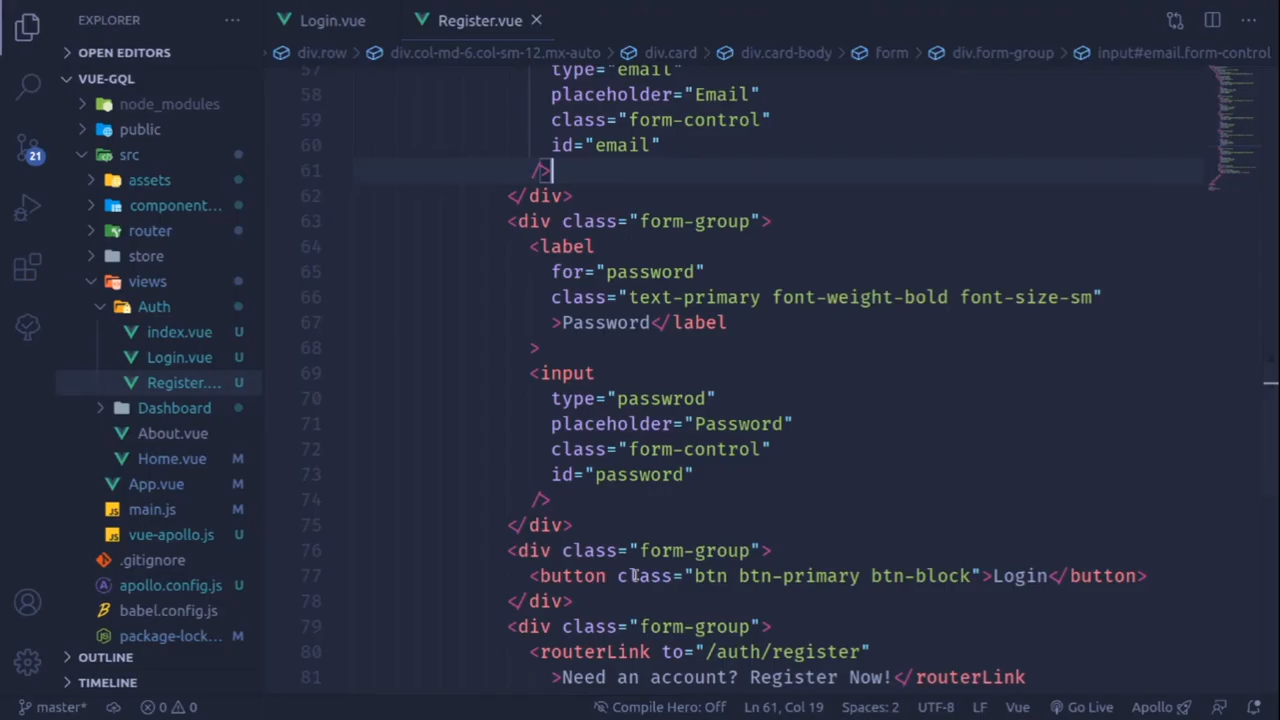 EXPLORER
Login.vue
Register.vue
OPEN EDITORS
div.row
div.col-md-6.col-sm-12.mx-auto
div.card
div.card-body
form
div.form-group
input#email.form-control
VUE-GQL
node_modules
public
src
assets
component...
router
store
views
Auth
index.vue U
Login.vue U
Register.... U
Dashboard
About.vue
Home.vue M
App.vue M
main.js M
vue-apollo.js U
.gitignore
apollo.config.js U
babel.config.js
package-lock... M
OUTLINE
TIMELINE
21
57 type="email"
58 placeholder="Email"
59 class="form-control"
60 id="email"
61 />
62 </div>
63 <div class="form-group">
64 <label
65 for="password"
66 class="text-primary font-weight-bold font-size-sm"
67 >Password</label
68 >
69 <input
70 type="passwrod"
71 placeholder="Password"
72 class="form-control"
73 id="password"
74 />
75 </div>
76 <div class="form-group">
77 <button class="btn btn-primary btn-block">Login</button>
78 </div>
79 <div class="form-group">
80 <routerLink to="/auth/register"
81 >Need an account? Register Now!</routerLink
master*
0
0
Compile Hero: Off
Ln 61, Col 19
Spaces: 2
UTF-8
LF
Vue
Go Live
Apollo